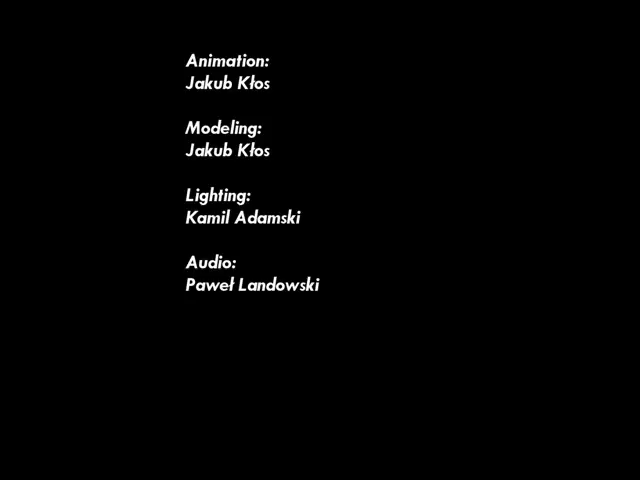 Animation:
Jakub Kłos
Modeling:
Jakub Kłos
Lighting:
Kamil Adamski
Audio:
Paweł Landowski